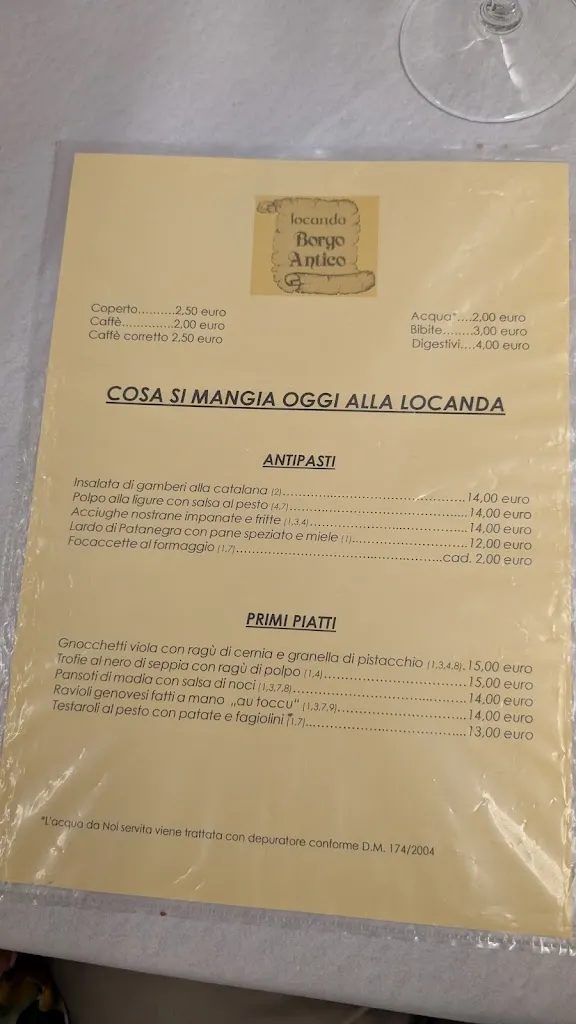 locanda
Borgo
Antico
Coperto..........2,50 euro
Caffè..............2,00 euro
Caffè corretto 2,50 euro
Acqua*....2,00 euro
Bibite........3,00 euro
Digestivi....4,00 euro
COSA SI MANGIA OGGI ALLA LOCANDA
ANTIPASTI
Insalata di gamberi alla catalana (2)..........14,00 euro
Polpo alla ligure con salsa al pesto (4,7)..........14,00 euro
Acciughe nostrane impanate e fritte (1,3,4)..........14,00 euro
Lardo di Patanegra con pane speziato e miele (1)..........12,00 euro
Focaccette al formaggio (1,7)..........cad. 2,00 euro
PRIMI PIATTI
Gnocchetti viola con ragù di cernia e granella di pistacchio (1,3,4,8).15,00 euro
Trofie al nero di seppia con ragù di polpo (1,4)..........15,00 euro
Pansoti di madia con salsa di noci (1,3,7,8)..........14,00 euro
Ravioli genovesi fatti a mano „au toccu" (1,3,7,9)..........14,00 euro
Testaroli al pesto con patate e fagiolini (1,7)..........13,00 euro
*L'acqua da Noi servita viene trattata con depuratore conforme D.M. 174/2004